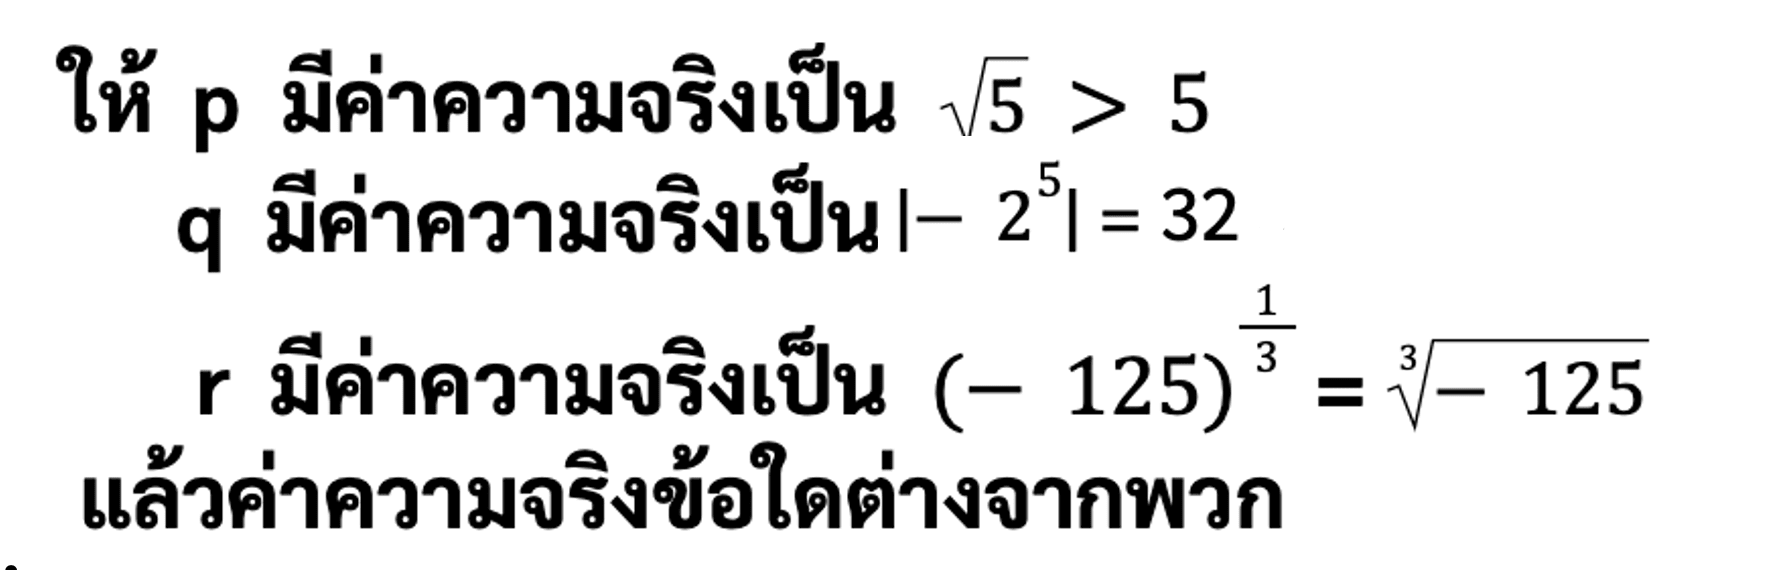 ให้ p มีค่าความจริงเป็น √5 > 5
q มีค่าความจริงเป็น |− 2⁵| = 32
r มีค่าความจริงเป็น (− 125)^(1/3) = ∛(− 125)
แล้วค่าความจริงข้อใดต่างจากพวก